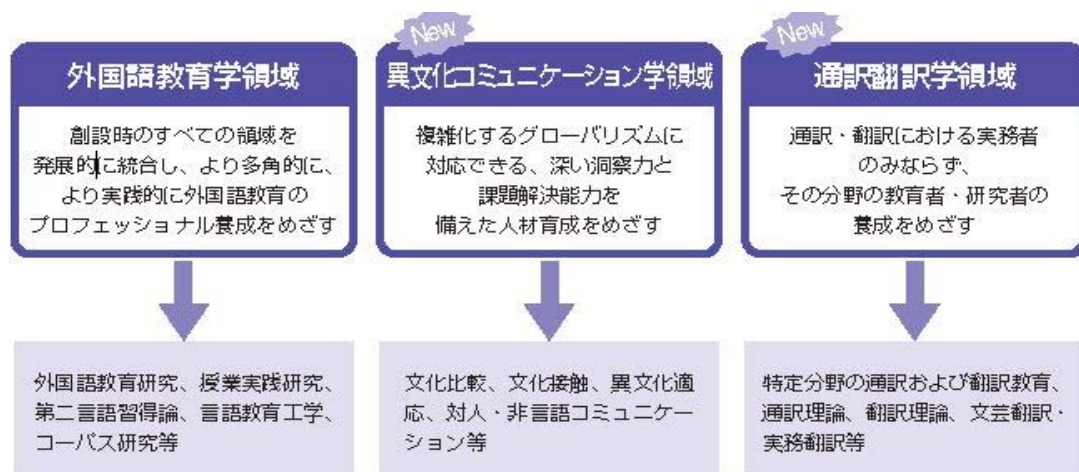 外国語教育学領域
創設時のすべての領域を
発展的に統合し、より多角的に、
より実践的に外国語教育の
プロフェッショナル養成をめざす
外国語教育研究、授業実践研究、
第二言語習得論、言語教育工学、
コーパス研究等
New
異文化コミュニケーション学領域
複雑化するグローバリズムに
対応できる、深い洞察力と
課題解決能力を
備えた人材育成をめざす
文化比較、文化接触、異文化適
応、対人・非言語コミュニケー
ション等
New
通訳翻訳学領域
通訳・翻訳における実務者
のみならず、
その分野の教育者・研究者の
養成をめざす
特定分野の通訳および翻訳教育、
通訳理論、翻訳理論、文芸翻訳・
実務翻訳等